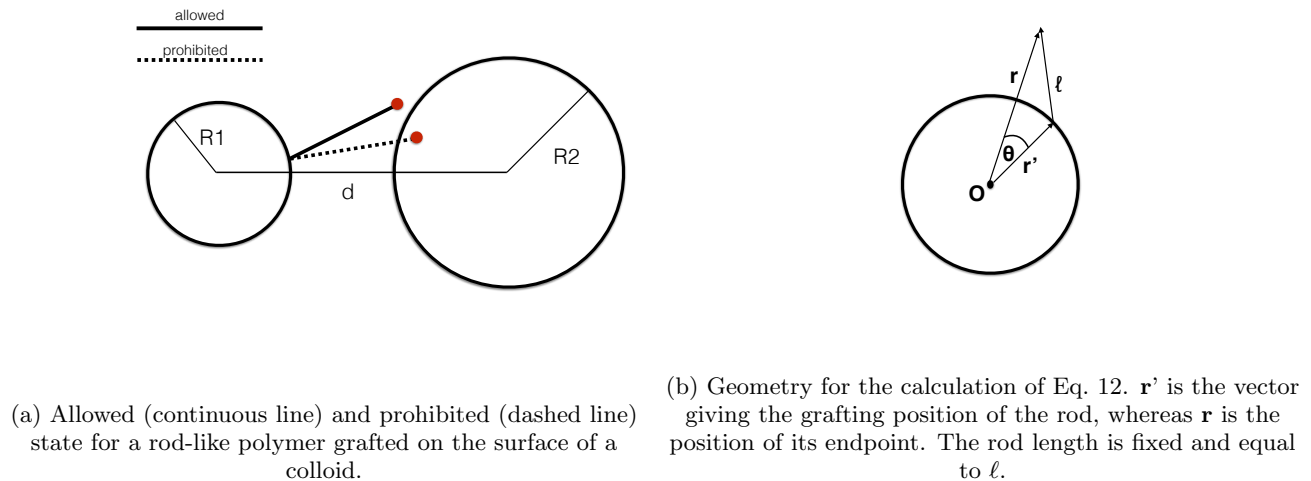 allowed
prohibited
R1
R2
d
r
ℓ
θ
r'
O
(a) Allowed (continuous line) and prohibited (dashed line)
state for a rod-like polymer grafted on the surface of a
colloid.
(b) Geometry for the calculation of Eq. 12. r' is the vector
giving the grafting position of the rod, whereas r is the
position of its endpoint. The rod length is fixed and equal
to ℓ.